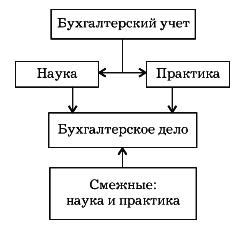 Бухгалтерский учет
Наука
Практика
Бухгалтерское дело
Смежные:
наука и практика